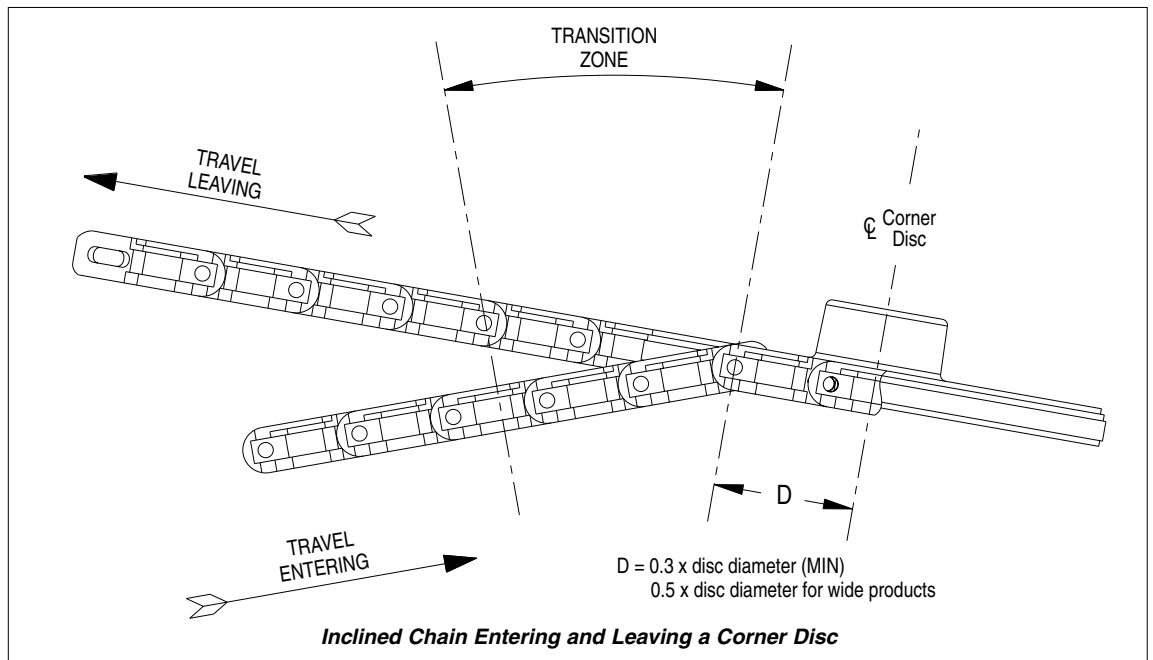 TRANSITION
ZONE
TRAVEL
LEAVING
℄ Corner
Disc
D
TRAVEL
ENTERING
D = 0.3 x disc diameter (MIN)
0.5 x disc diameter for wide products
Inclined Chain Entering and Leaving a Corner Disc